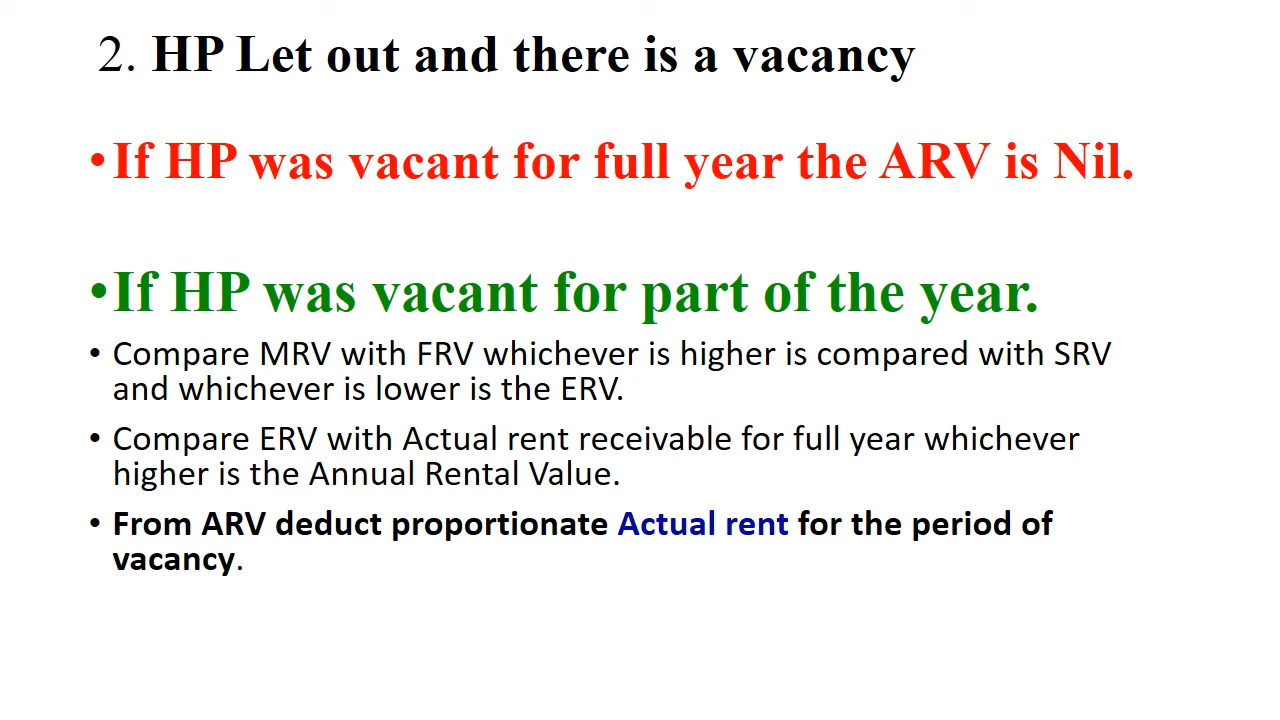 2. HP Let out and there is a vacancy
•If HP was vacant for full year the ARV is Nil.
•If HP was vacant for part of the year.
• Compare MRV with FRV whichever is higher is compared with SRV
and whichever is lower is the ERV.
• Compare ERV with Actual rent receivable for full year whichever
higher is the Annual Rental Value.
• From ARV deduct proportionate Actual rent for the period of
vacancy.